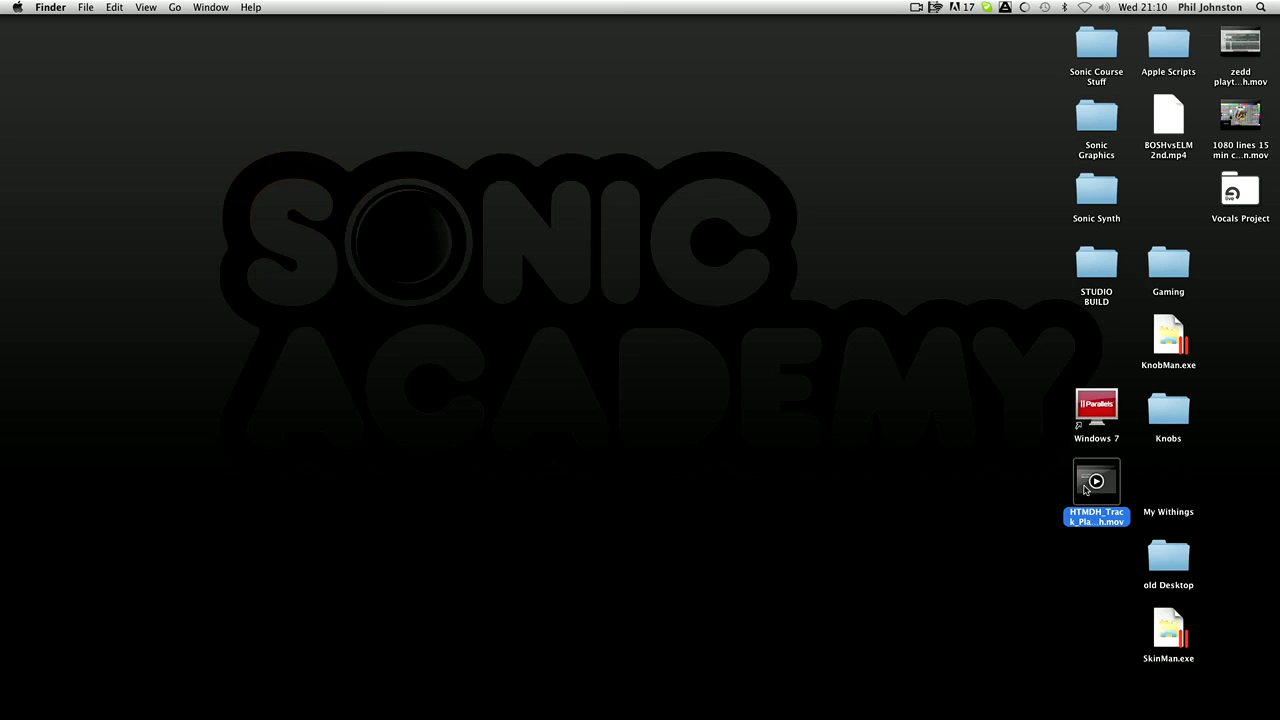 Finder File Edit View Go Window Help 17 Wed 21:10 Phil Johnston
SONIC
ACADEMY
Sonic Course
Stuff
Apple Scripts
zedd
playt...h.mov
Sonic
Graphics
BOSHvsELM
2nd.mp4
1080 lines 15
min c...n.mov
Sonic Synth
live
Vocals Project
STUDIO
BUILD
Gaming
KnobMan.exe
Parallels
Windows 7
Knobs
HTMDH_Trac
k_Pla...h.mov
My Withings
old Desktop
SkinMan.exe